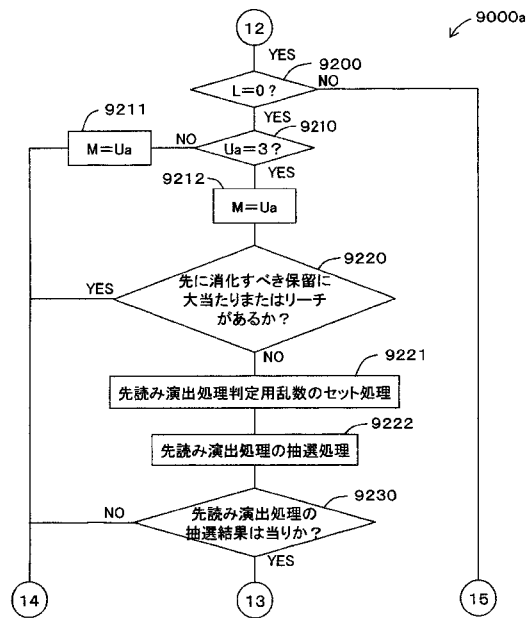 12
9000a
YES
9200
L=0?
NO
YES
9211
9210
M=Ua
NO
Ua=3?
9212
YES
M=Ua
9220
YES
先に消化すべき保留に
大当たりまたはリーチ
があるか?
NO
9221
先読み演出処理判定用乱数のセット処理
9222
先読み演出処理の抽選処理
9230
NO
先読み演出処理の
抽選結果は当りか?
YES
14
13
15